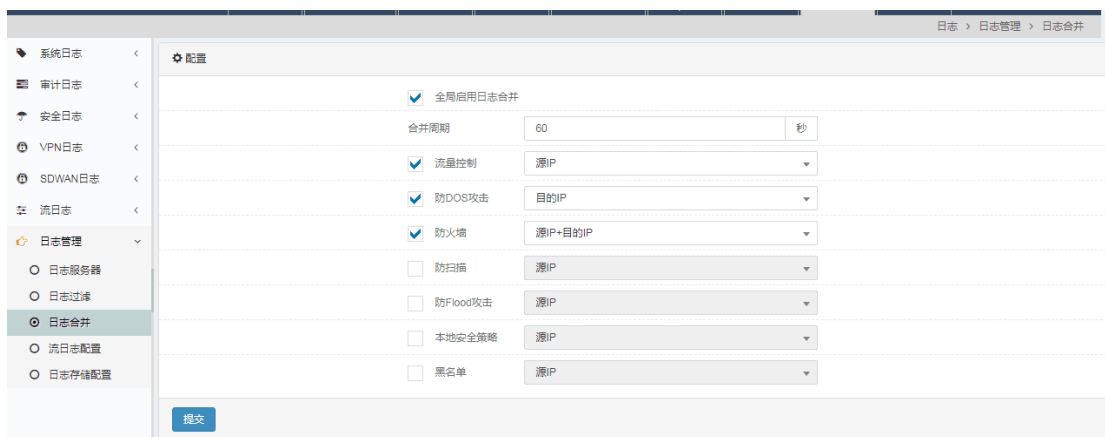 日志 > 日志管理 > 日志合并
系统日志
审计日志
安全日志
VPN日志
SDWAN日志
流日志
日志管理
日志服务器
日志过滤
日志合并
流日志配置
日志存储配置
配置
全局启用日志合并
合并周期 60 秒
流量控制 源IP
防DOS攻击 目的IP
防火墙 源IP+目的IP
防扫描 源IP
防Flood攻击 源IP
本地安全策略 源IP
黑名单 源IP
提交